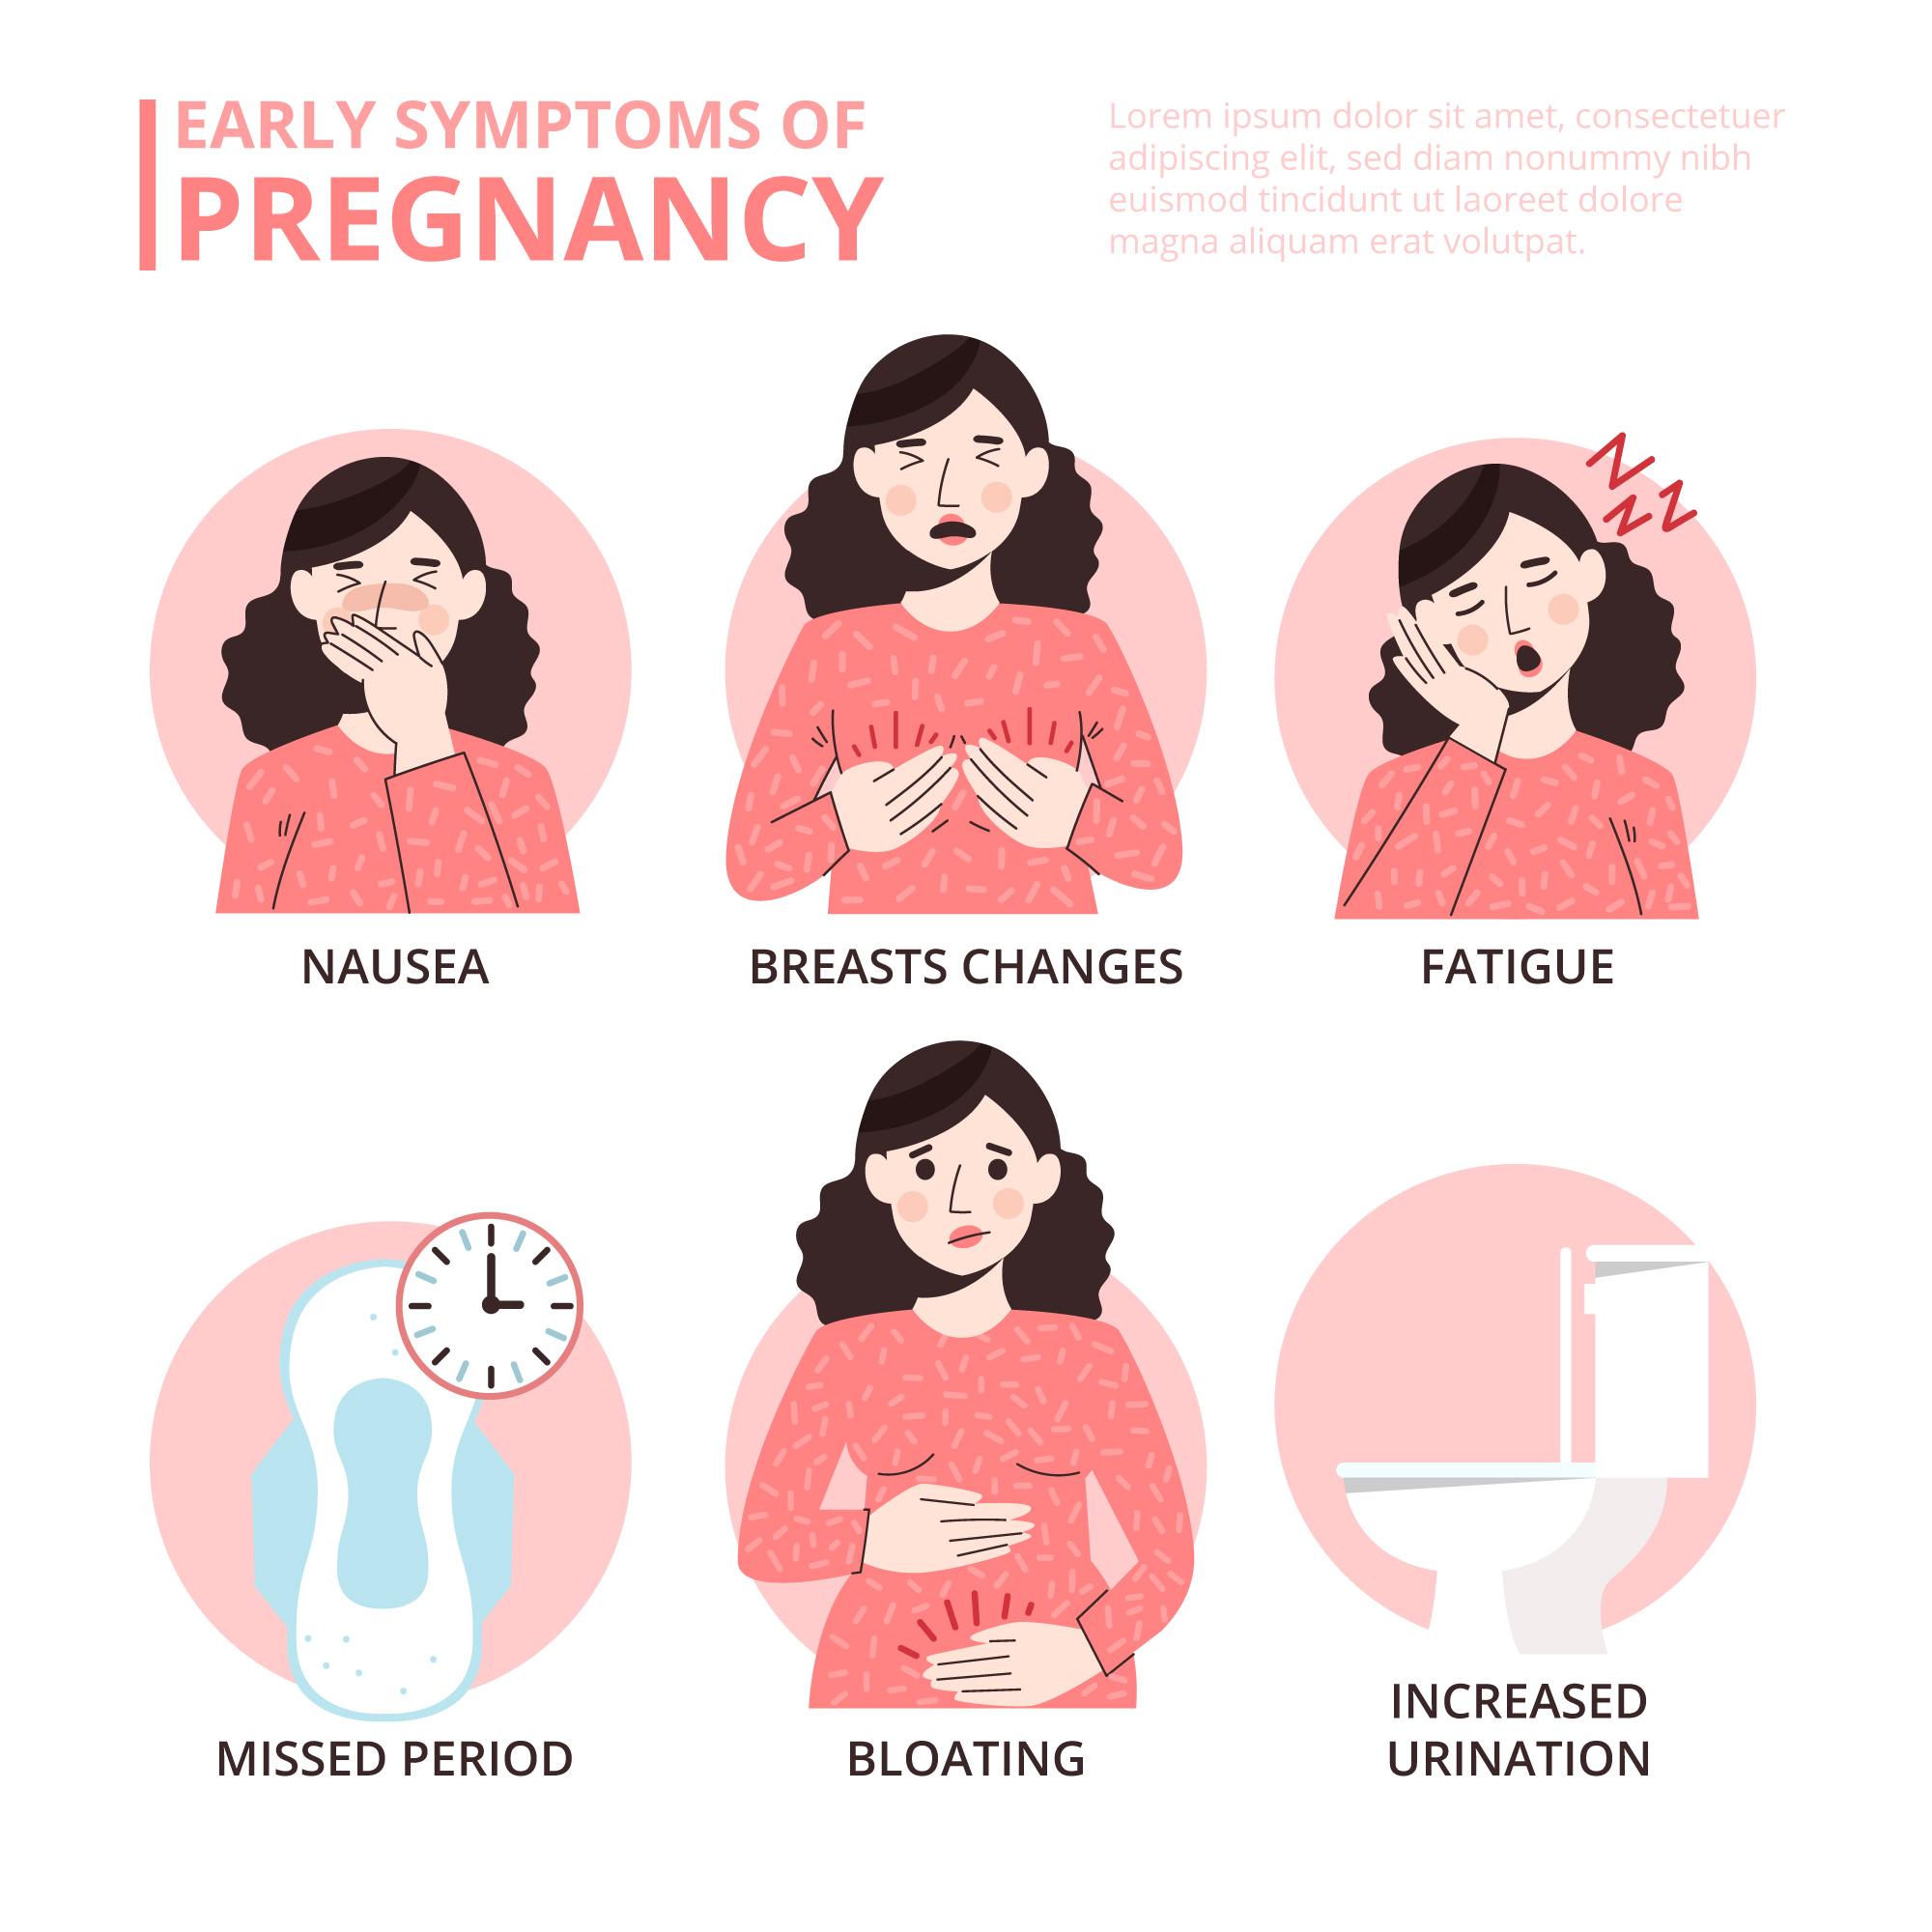 EARLY SYMPTOMS OF
PREGNANCY
Lorem ipsum dolor sit amet, consectetuer
adipiscing elit, sed diam nonummy nibh
euismod tincidunt ut laoreet dolore
magna aliquam erat volutpat.
NAUSEA
BREASTS CHANGES
FATIGUE
MISSED PERIOD
BLOATING
INCREASED
URINATION